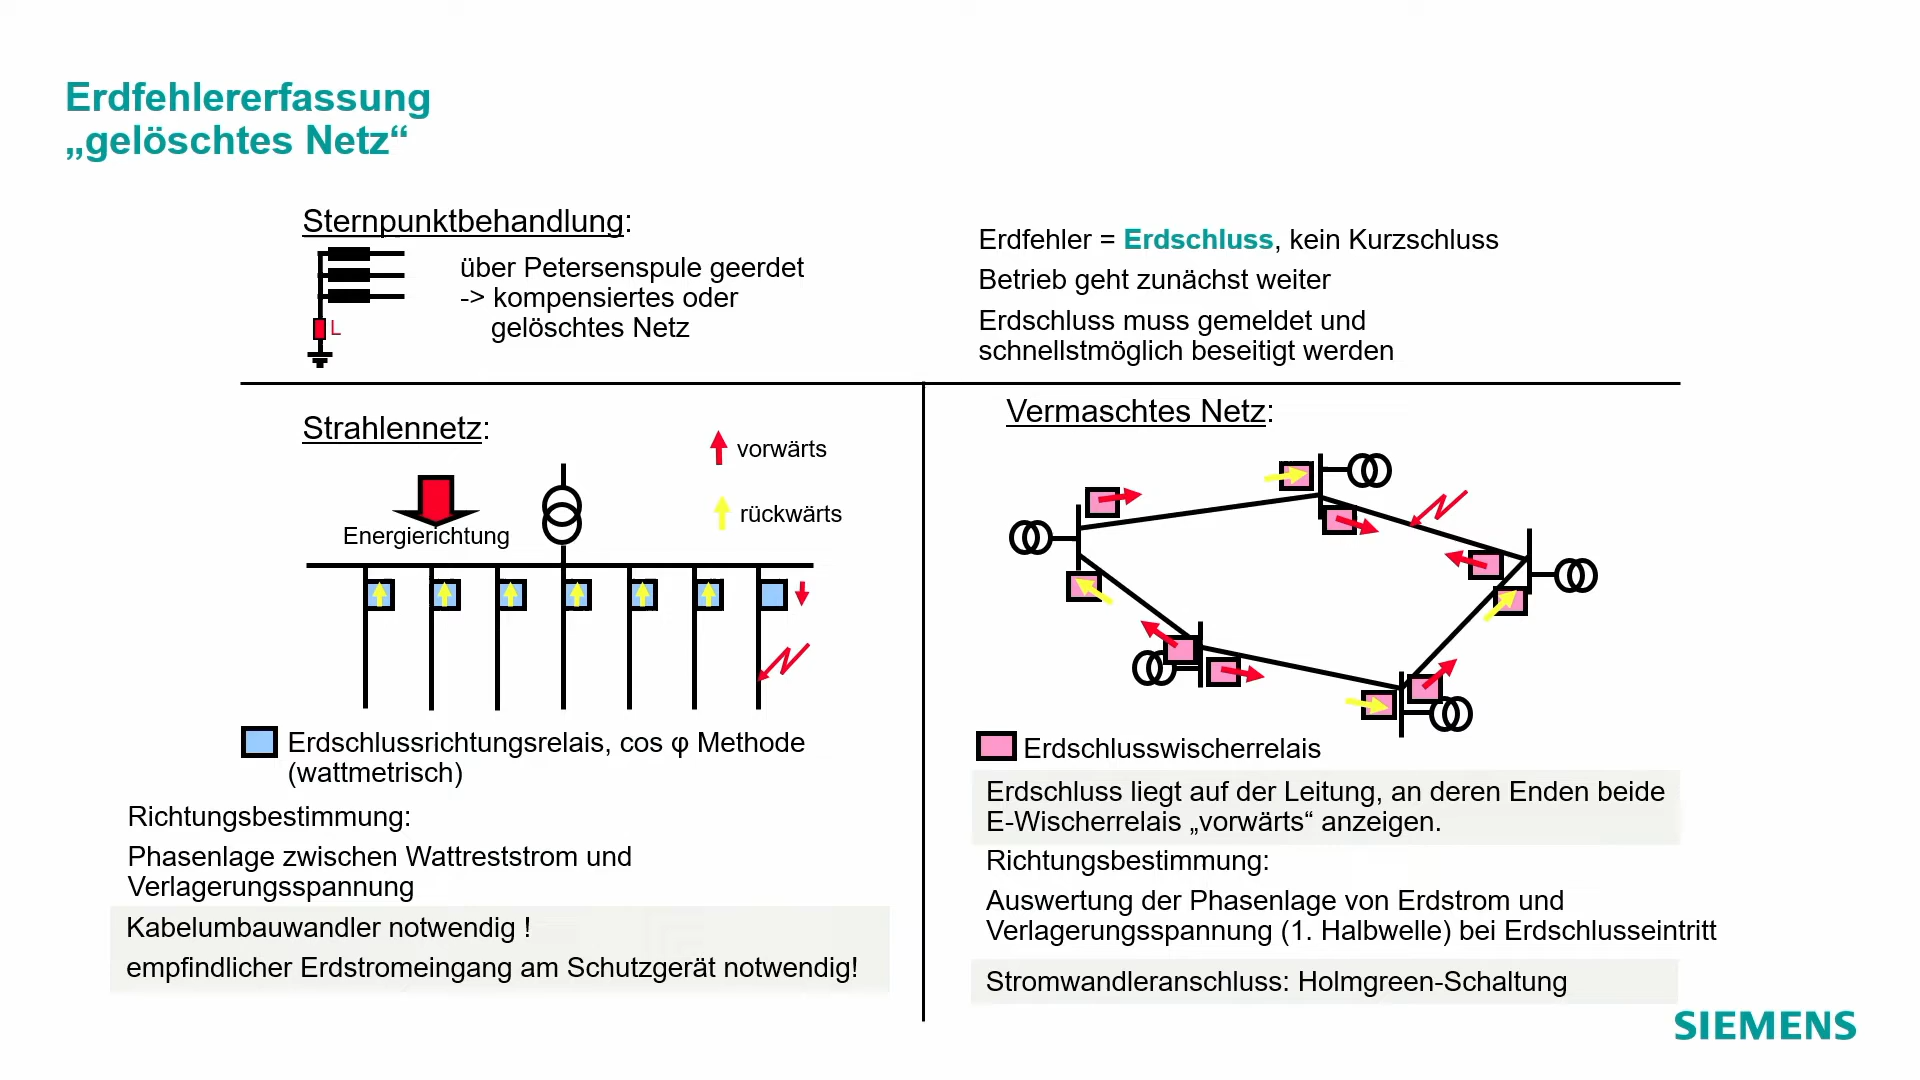 Erdfehlererfassung
„gelöschtes Netz“
Sternpunktbehandlung:
L
über Petersenspule geerdet
-> kompensiertes oder
gelöschtes Netz
Erdfehler = Erdschluss, kein Kurzschluss
Betrieb geht zunächst weiter
Erdschluss muss gemeldet und
schnellstmöglich beseitigt werden
Strahlennetz:
vorwärts
rückwärts
Energierichtung
Erdschlussrichtungsrelais, cos φ Methode
(wattmetrisch)
Richtungsbestimmung:
Phasenlage zwischen Wattreststrom und
Verlagerungsspannung
Kabelumbauwandler notwendig !
empfindlicher Erdstromeingang am Schutzgerät notwendig!
Vermaschtes Netz:
Erdschlusswischerrelais
Erdschluss liegt auf der Leitung, an deren Enden beide
E-Wischerrelais „vorwärts“ anzeigen.
Richtungsbestimmung:
Auswertung der Phasenlage von Erdstrom und
Verlagerungsspannung (1. Halbwelle) bei Erdschlusseintritt
Stromwandleranschluss: Holmgreen-Schaltung
SIEMENS